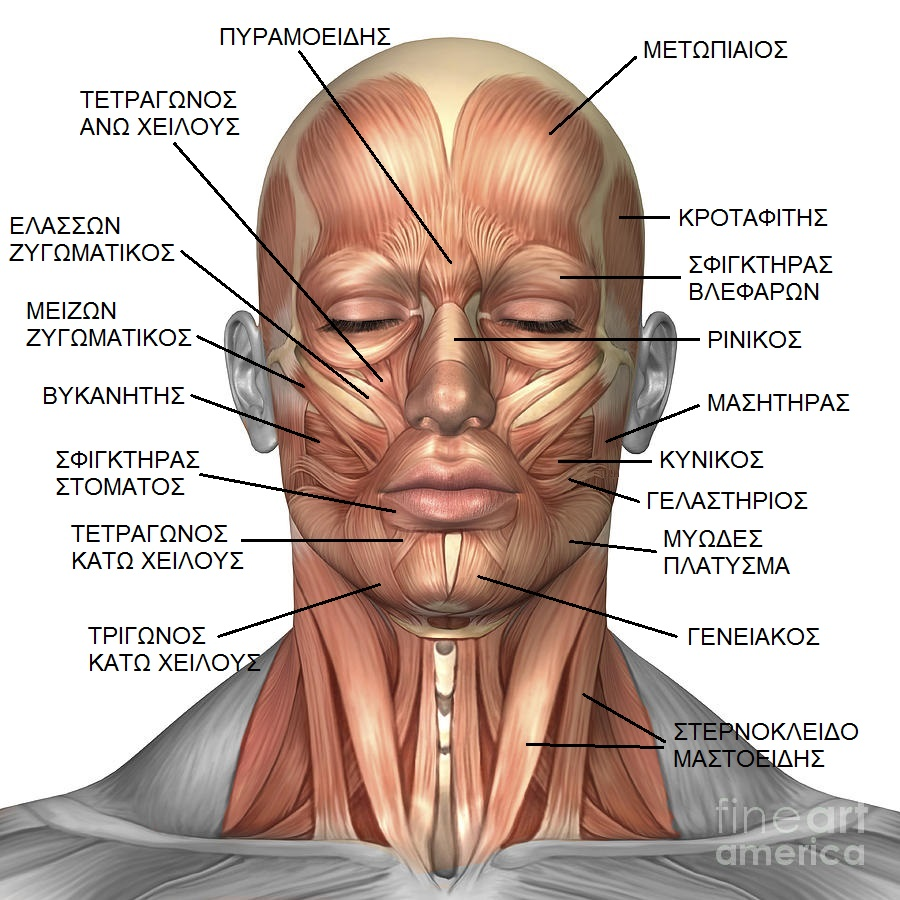 ΠΥΡΑΜΟΕΙΔΗΣ
ΜΕΤΩΠΙΑΙΟΣ
ΤΕΤΡΑΓΩΝΟΣ
ΑΝΩ ΧΕΙΛΟΥΣ
ΕΛΑΣΣΩΝ
ΖΥΓΩΜΑΤΙΚΟΣ
ΜΕΙΖΩΝ
ΖΥΓΩΜΑΤΙΚΟΣ
ΒΥΚΑΝΗΤΗΣ
ΣΦΙΓΚΤΗΡΑΣ
ΣΤΟΜΑΤΟΣ
ΤΕΤΡΑΓΩΝΟΣ
ΚΑΤΩ ΧΕΙΛΟΥΣ
ΤΡΙΓΩΝΟΣ
ΚΑΤΩ ΧΕΙΛΟΥΣ
ΚΡΟΤΑΦΙΤΗΣ
ΣΦΙΓΚΤΗΡΑΣ
ΒΛΕΦΑΡΩΝ
ΡΙΝΙΚΟΣ
ΜΑΣΗΤΗΡΑΣ
ΚΥΝΙΚΟΣ
ΓΕΛΑΣΤΗΡΙΟΣ
ΜΥΩΔΕΣ
ΠΛΑΤΥΣΜΑ
ΓΕΝΕΙΑΚΟΣ
ΣΤΕΡΝΟΚΛΕΙΔΟ
ΜΑΣΤΟΕΙΔΗΣ
fineart
america